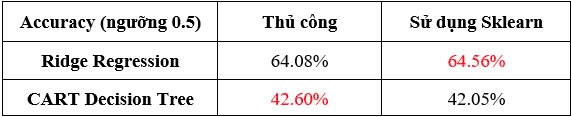 Accuracy (ngưỡng 0.5) Thủ công Sử dụng Sklearn
Ridge Regression 64.08% 64.56%
CART Decision Tree 42.60% 42.05%